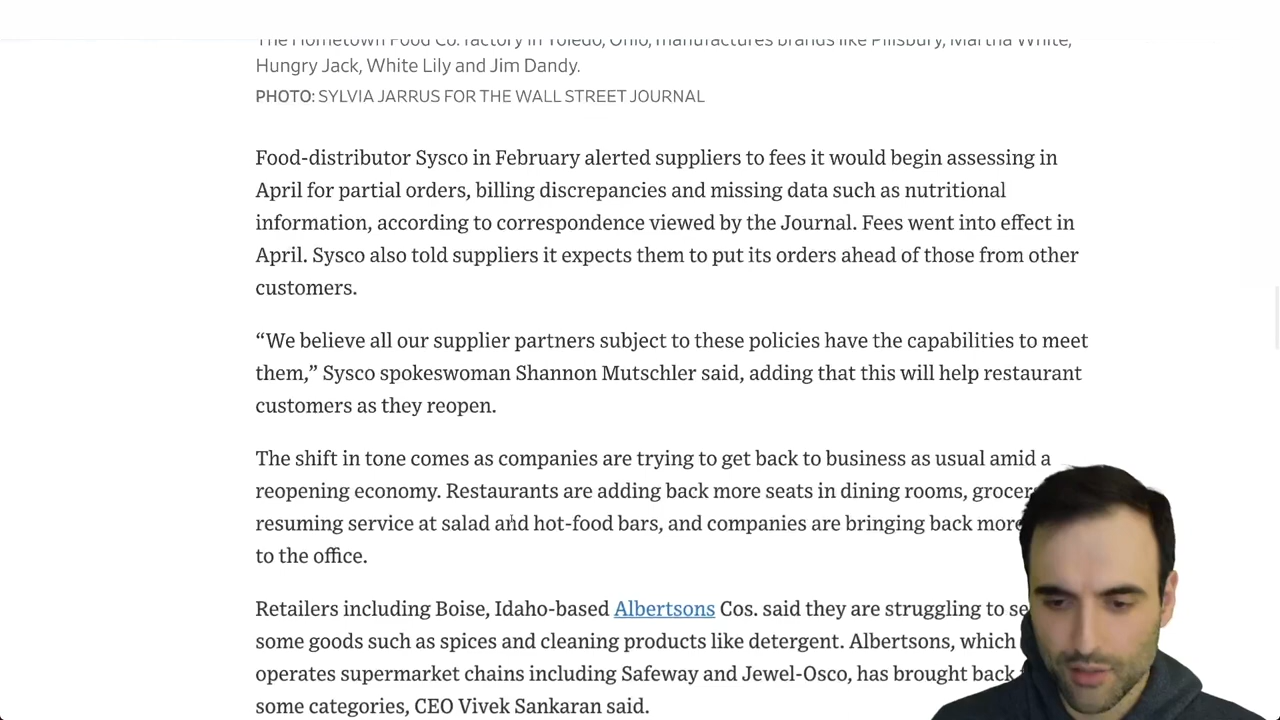 The Hometown Food Co. factory in Toledo, Ohio, manufactures brands like Pillsbury, Martha White,
Hungry Jack, White Lily and Jim Dandy.
PHOTO: SYLVIA JARRUS FOR THE WALL STREET JOURNAL
Food-distributor Sysco in February alerted suppliers to fees it would begin assessing in
April for partial orders, billing discrepancies and missing data such as nutritional
information, according to correspondence viewed by the Journal. Fees went into effect in
April. Sysco also told suppliers it expects them to put its orders ahead of those from other
customers.
“We believe all our supplier partners subject to these policies have the capabilities to meet
them,” Sysco spokeswoman Shannon Mutschler said, adding that this will help restaurant
customers as they reopen.
The shift in tone comes as companies are trying to get back to business as usual amid a
reopening economy. Restaurants are adding back more seats in dining rooms,
resuming service at salad and hot-food bars, and companies are bringing back more
to the office.
Retailers including Boise, Idaho-based Albertsons Cos. said they are struggling to
some goods such as spices and cleaning products like detergent. Albertsons, which
operates supermarket chains including Safeway and Jewel-Osco, has brought back
some categories, CEO Vivek Sankaran said.